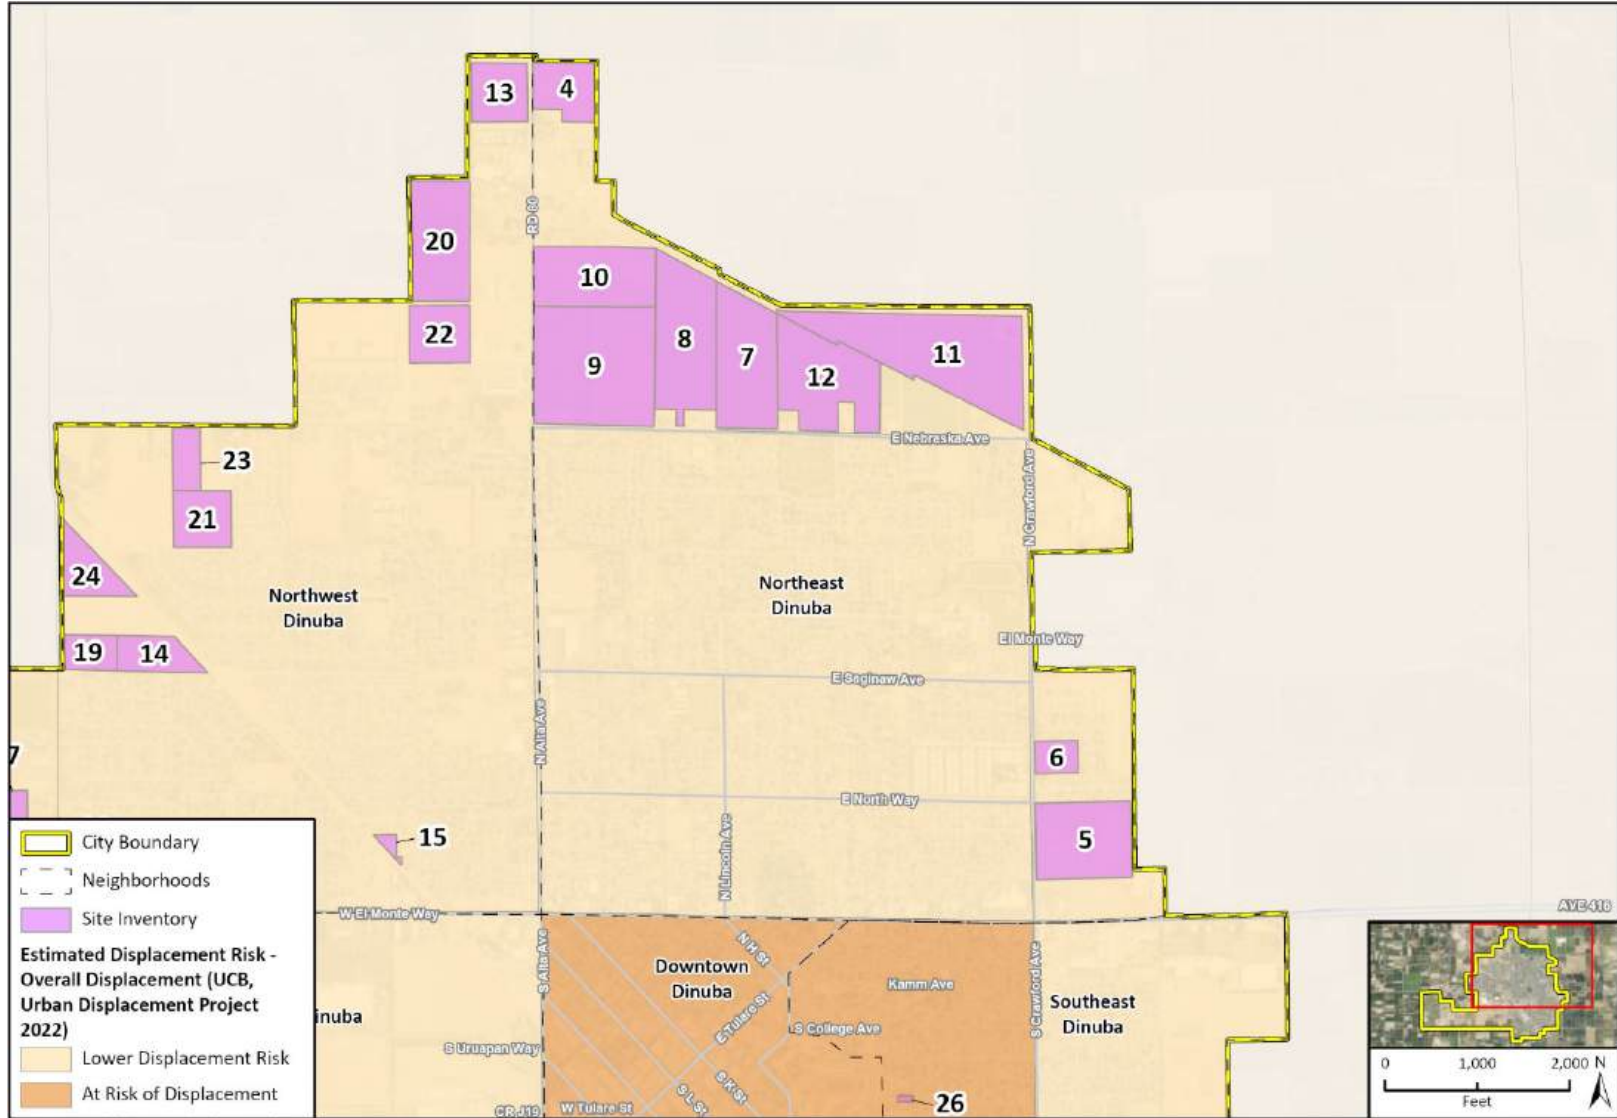 13
4
RD 80
20
10
22
8
11
9
7
12
E Nebraska Ave
23
N Crawford Ave
21
24
Northwest
Dinuba
Northeast
Dinuba
El Monte Way
19
14
E Saginaw Ave
N Alta Ave
7
6
E North Way
15
N Lincoln Ave
5
W El Monte Way
AVE 416
City Boundary
Neighborhoods
Site Inventory
Estimated Displacement Risk -
Overall Displacement (UCB,
Urban Displacement Project
2022)
Lower Displacement Risk
At Risk of Displacement
inuba
S Alta Ave
N H St
Downtown
Dinuba
Kamm Ave
S Crawford Ave
Southeast
Dinuba
E Tulare St
S College Ave
S Uruapan Way
S K St
S L St
W Tulare St
CR J19
26
0
1,000
2,000
N
Feet